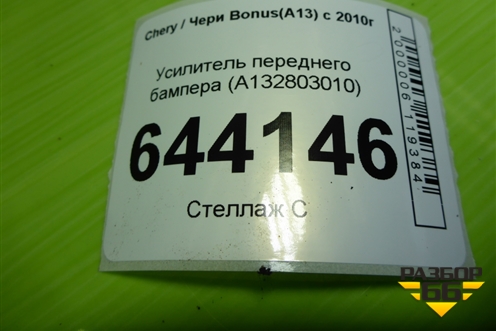 Chery / Чери Bonus(A13) с 2010г
Усилитель переднего
бампера (A132803010)
644146
Стеллаж С
2000006119384
РАЗБОР
66